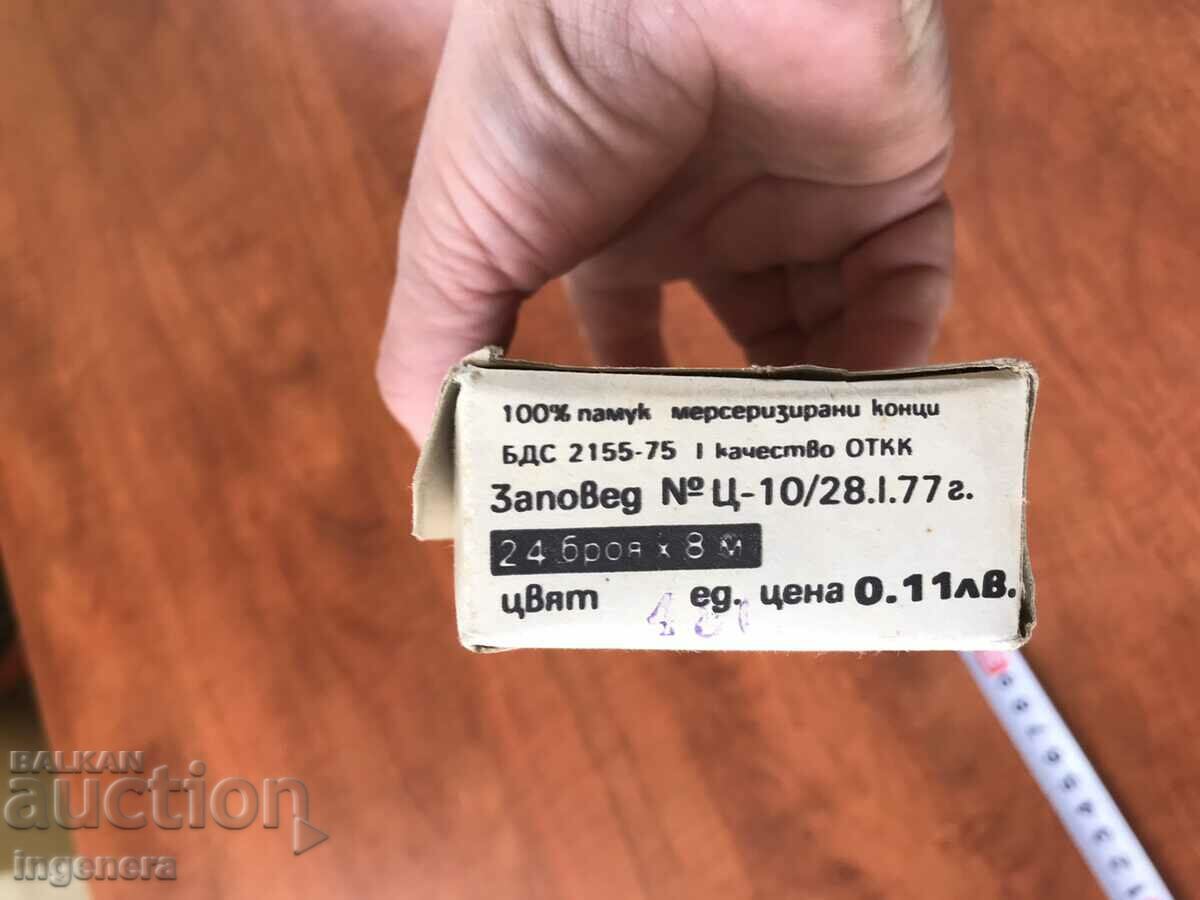 100% памук мерсеризирани конци
БДС 2155-75 I качество ОТКК
Заповед № Ц-10/28.I.77 г.
24 броя x 8 м
цвят ед. цена 0.11лв.
BALKAN
auction
ingenera